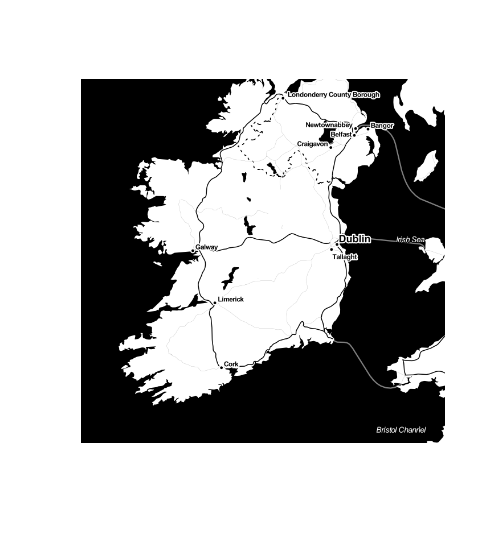 Londonderry County Borough
Newtownabbey
Bangor
Belfast
Craigavon
Dublin
Irish Sea
Galway
Tallaght
Limerick
Cork
Bristol Channel